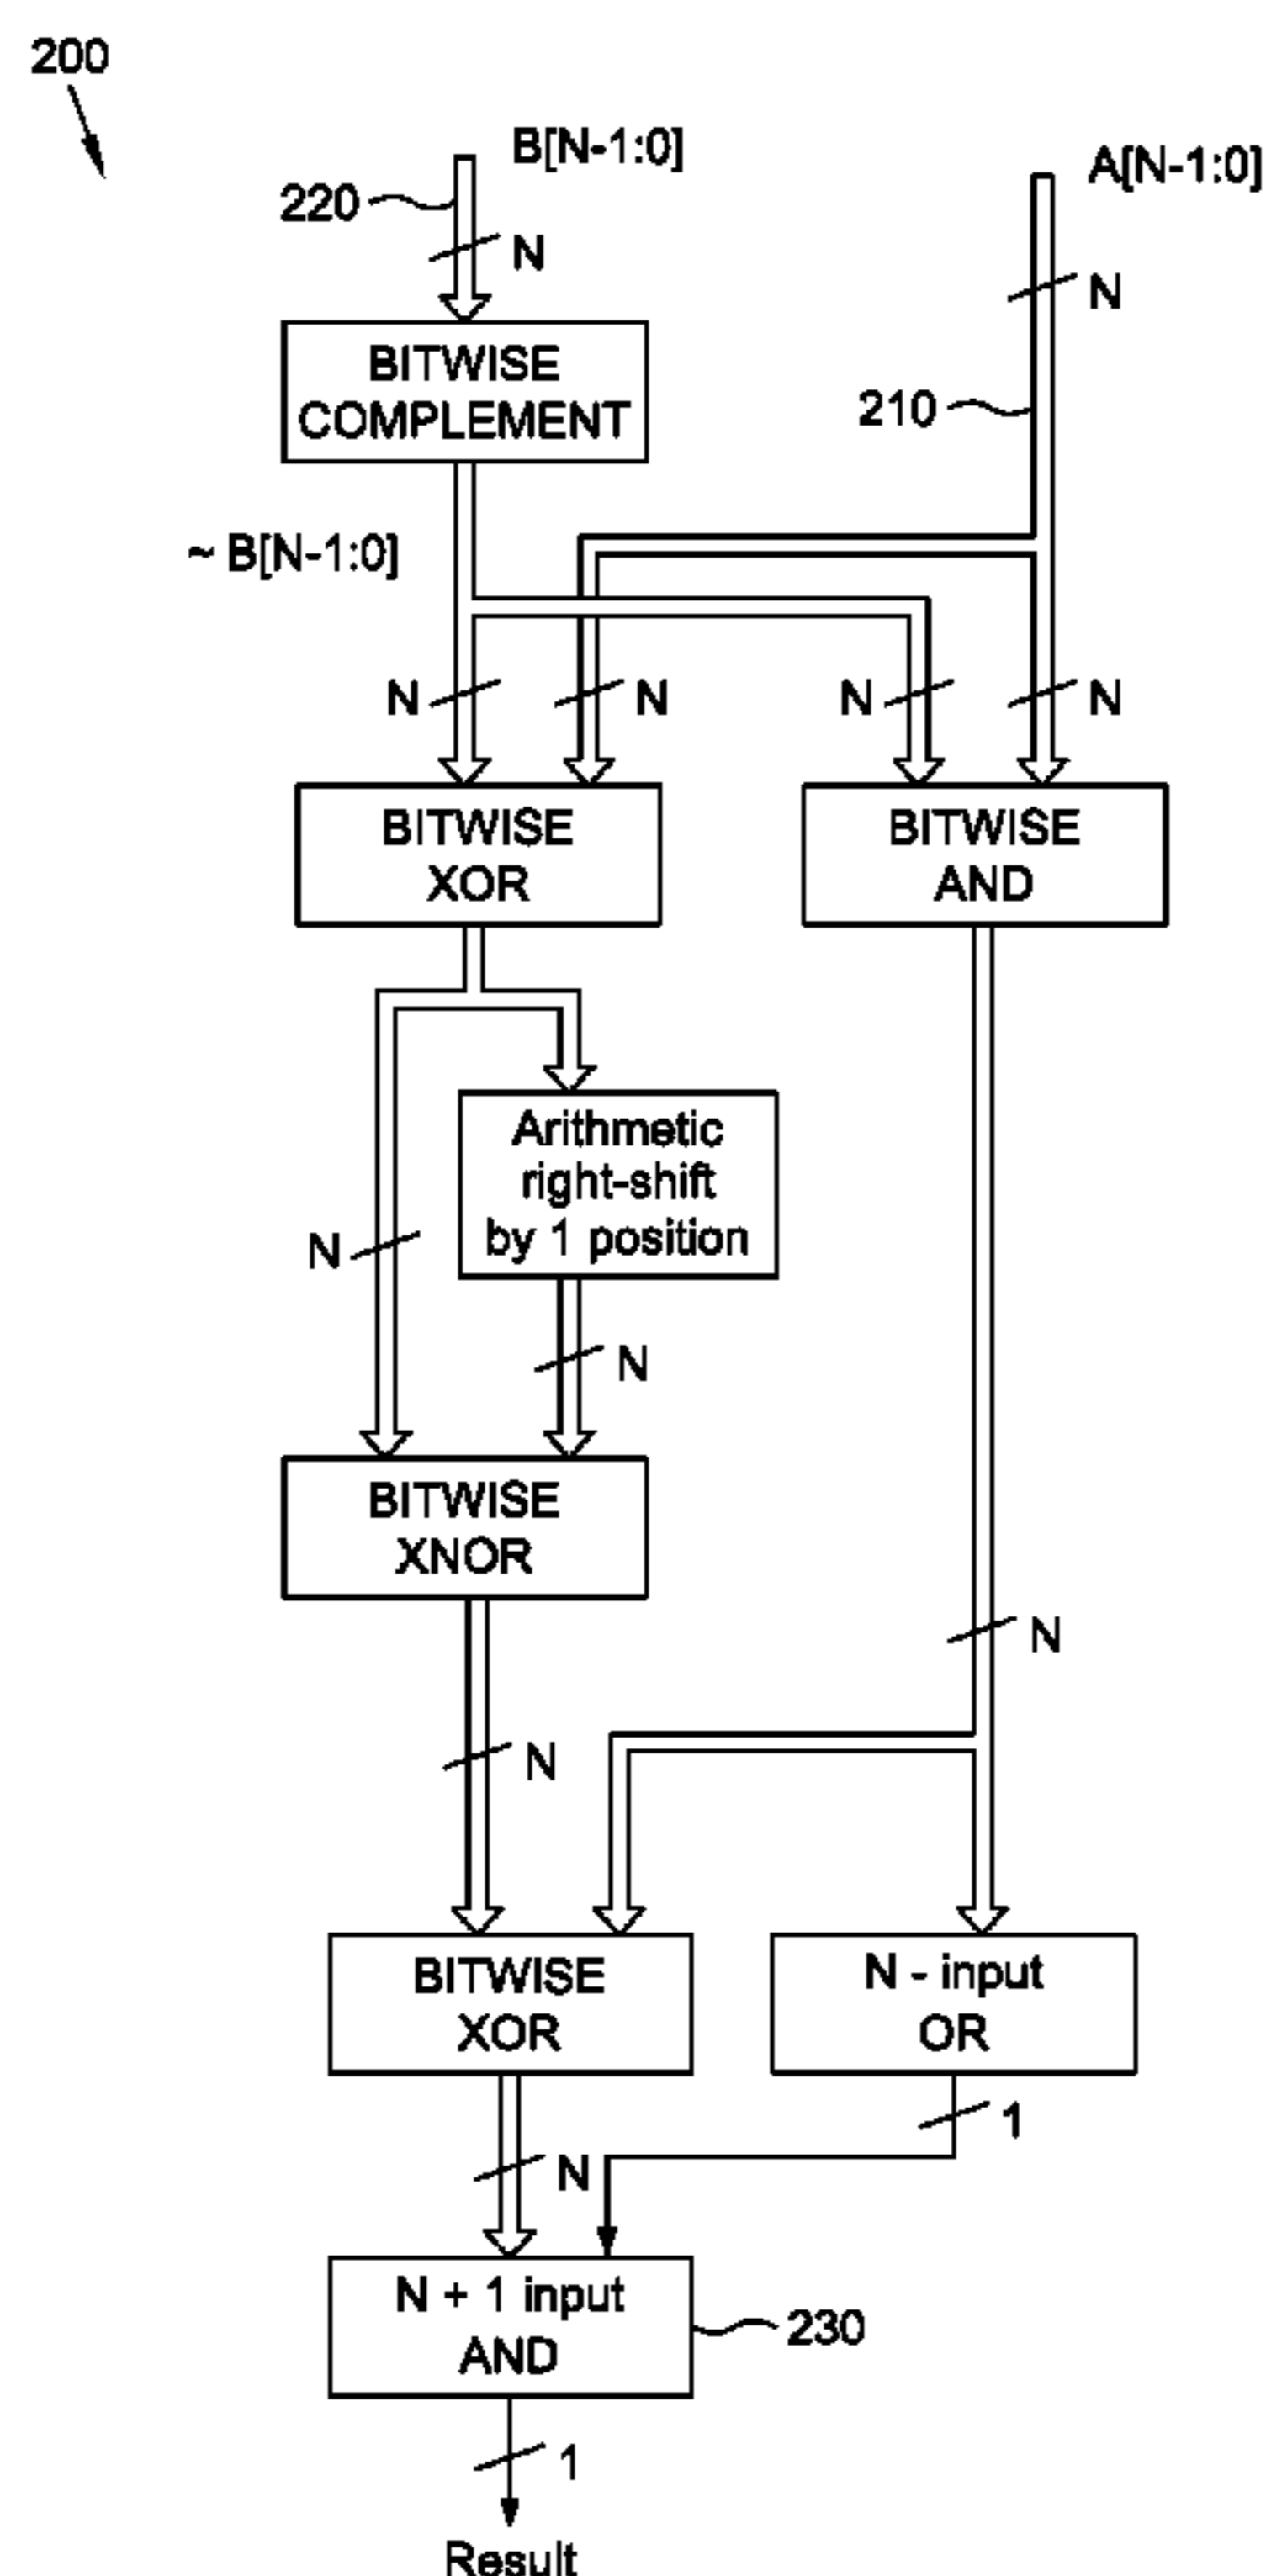 200
B[N-1:0]
A[N-1:0]
220
N
N
BITWISE
COMPLEMENT
210
~ B[N-1:0]
N
N
N
N
BITWISE
XOR
BITWISE
AND
Arithmetic
right-shift
by 1 position
N
N
BITWISE
XNOR
N
N
BITWISE
XOR
N - input
OR
1
N
N + 1 input
AND
230
1
Result